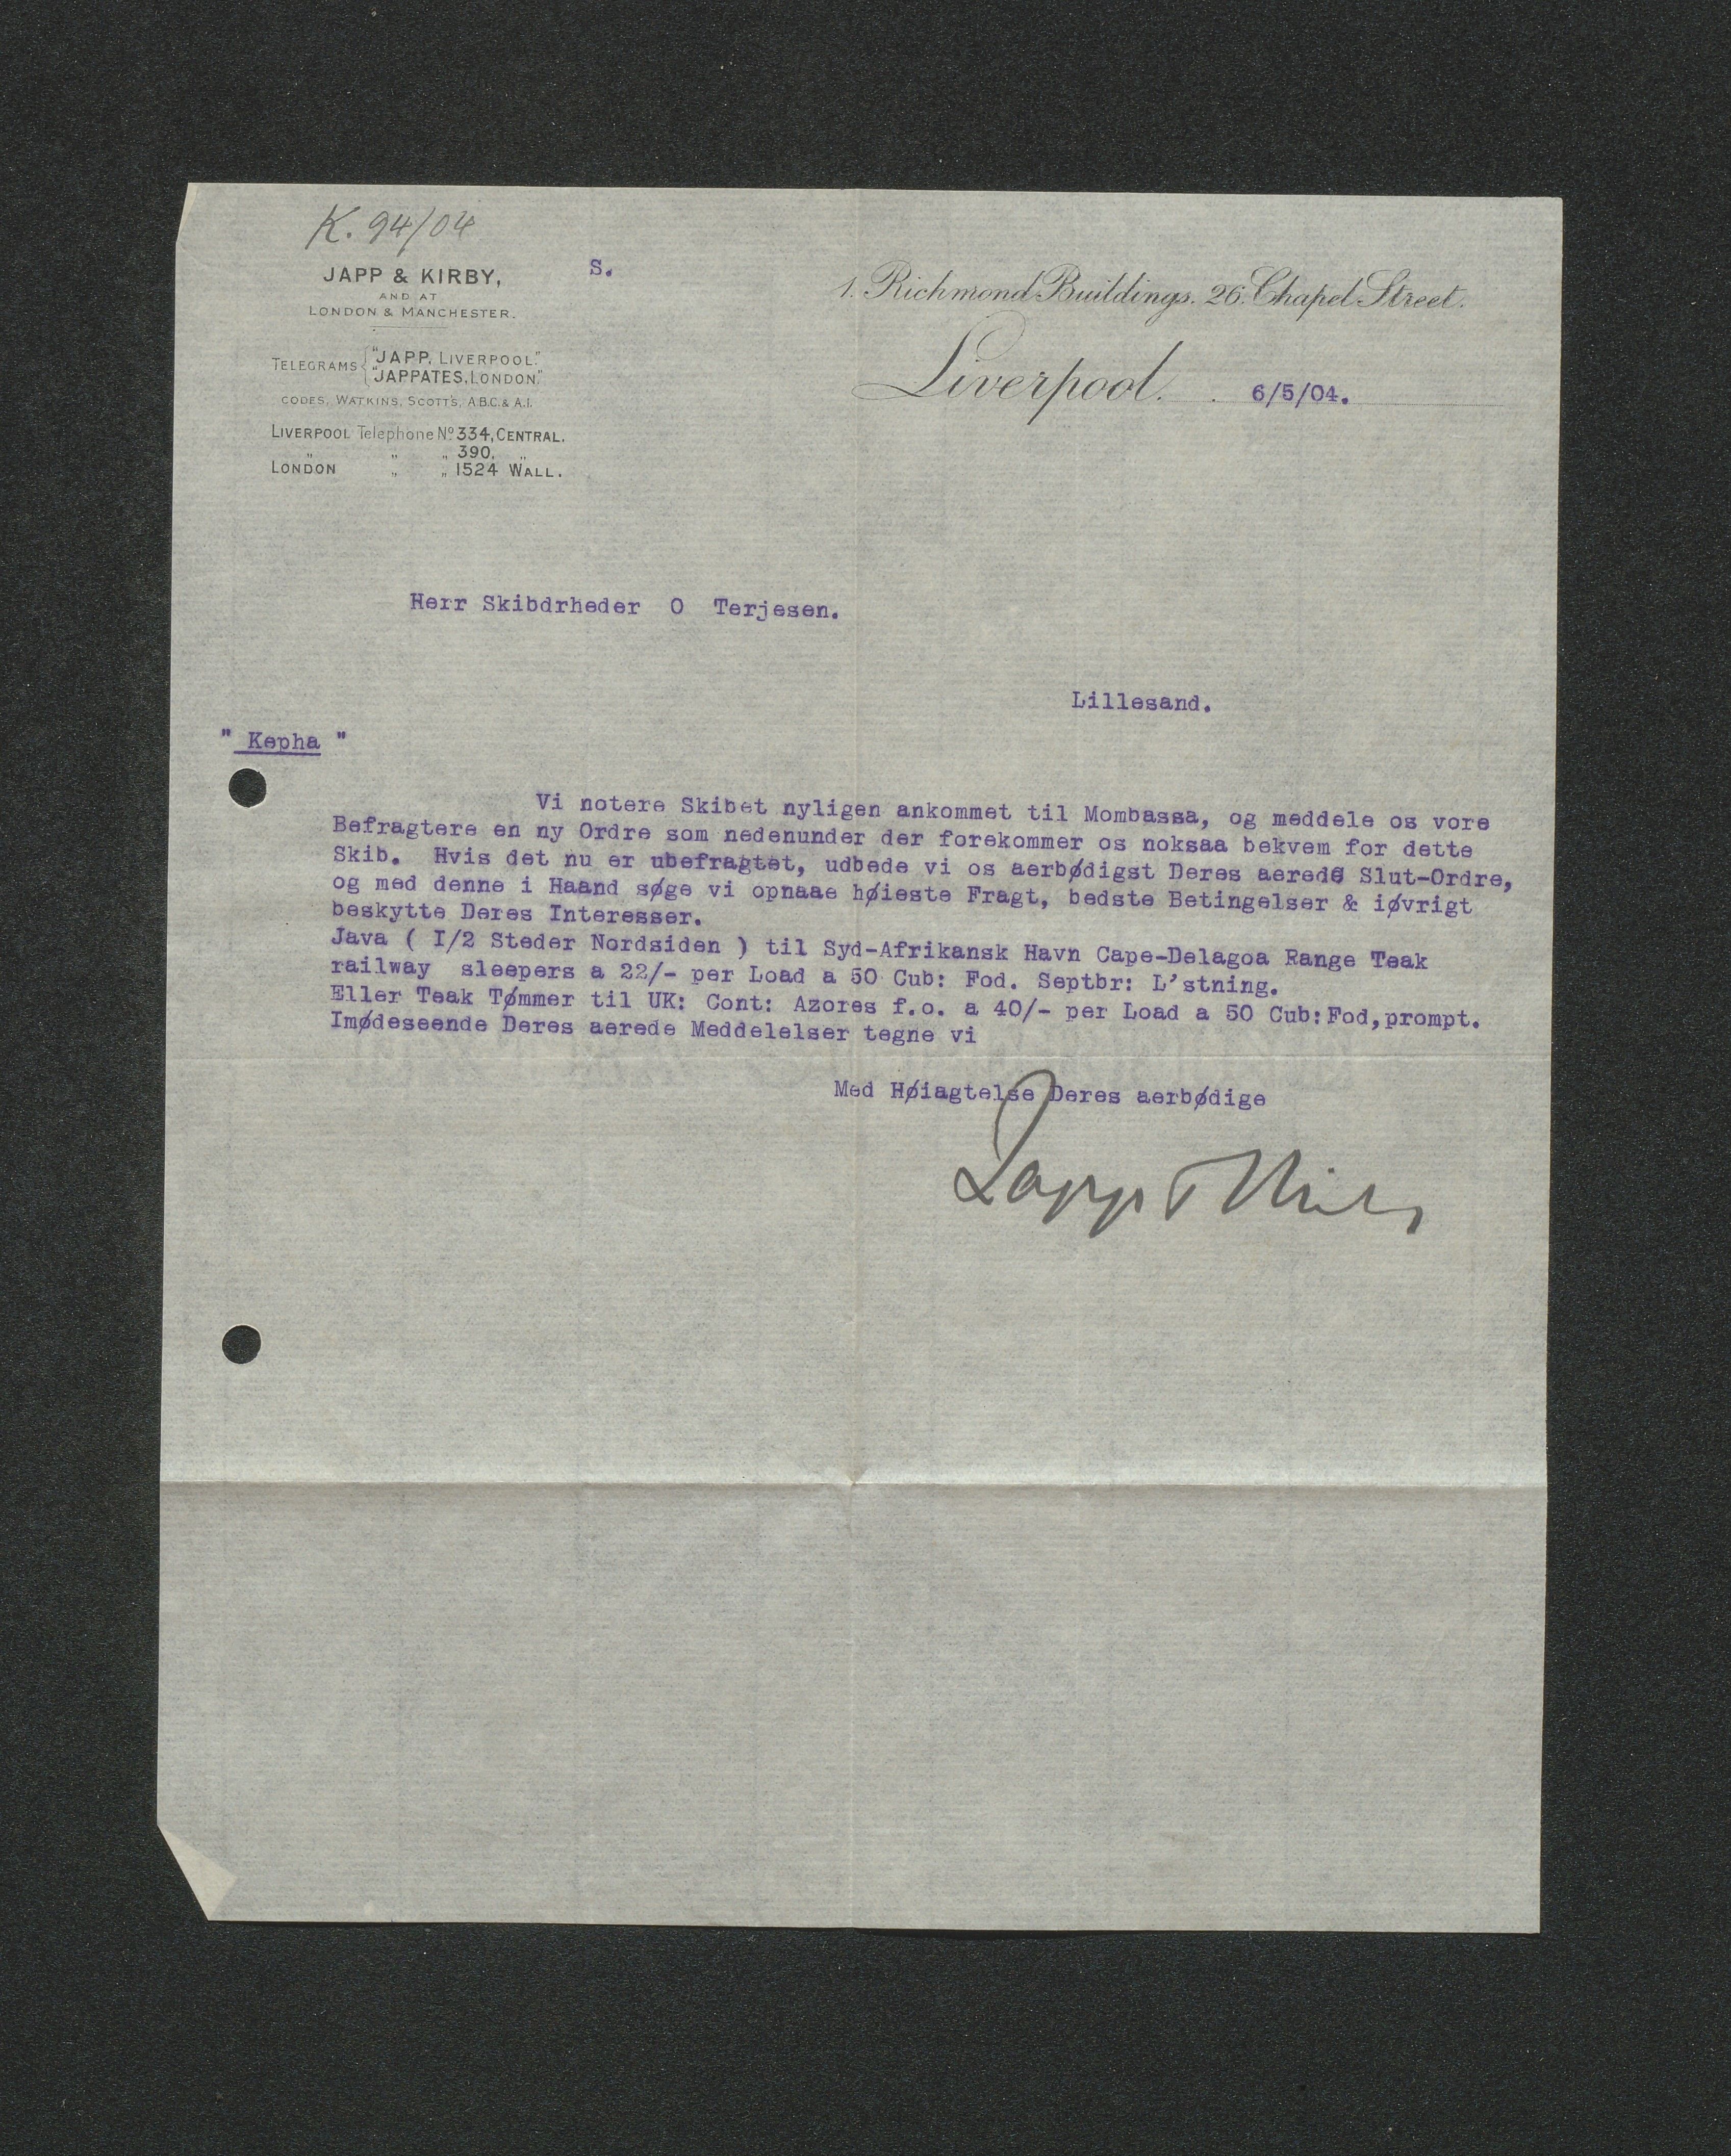 K. 94/04
JAPP & KIRBY,
AND AT
LONDON & MANCHESTER.
S.
1. Richmond Buildings. 26. Chapel Street.
TELEGRAMS { "JAPP, LIVERPOOL."
"JAPPATES, LONDON."
Liverpool. 6/5/04.
CODES, WATKINS, SCOTT'S, A.B.C. & A.I.
LIVERPOOL Telephone No. 334, CENTRAL.
" " " 390, "
LONDON " " 1524 WALL.
Herr Skibdrheder O Terjesen.
Lillesand.
" Kepha "
Vi notere Skibet nyligen ankommet til Mombassa, og meddele os vore
Befragtere en ny Ordre som nedenunder der forekommer os noksaa bekvem for dette
Skib. Hvis det nu er ubefragtet, udbede vi os aerbødigst Deres aerede Slut-Ordre,
og med denne i Haand søge vi opnaae høieste Fragt, bedste Betingelser & iøvrigt
beskytte Deres Interesser.
Java ( I/2 Steder Nordsiden ) til Syd-Afrikansk Havn Cape-Delagoa Range Teak
railway sleepers a 22/- per Load a 50 Cub: Fod. Septbr: L'stning.
Eller Teak Tømmer til UK: Cont: Azores f.o. a 40/- per Load a 50 Cub:Fod,prompt.
Imødeseende Deres aerede Meddelelser tegne vi
Med Høiagtelse Deres aerbødige
Japp & Kirby